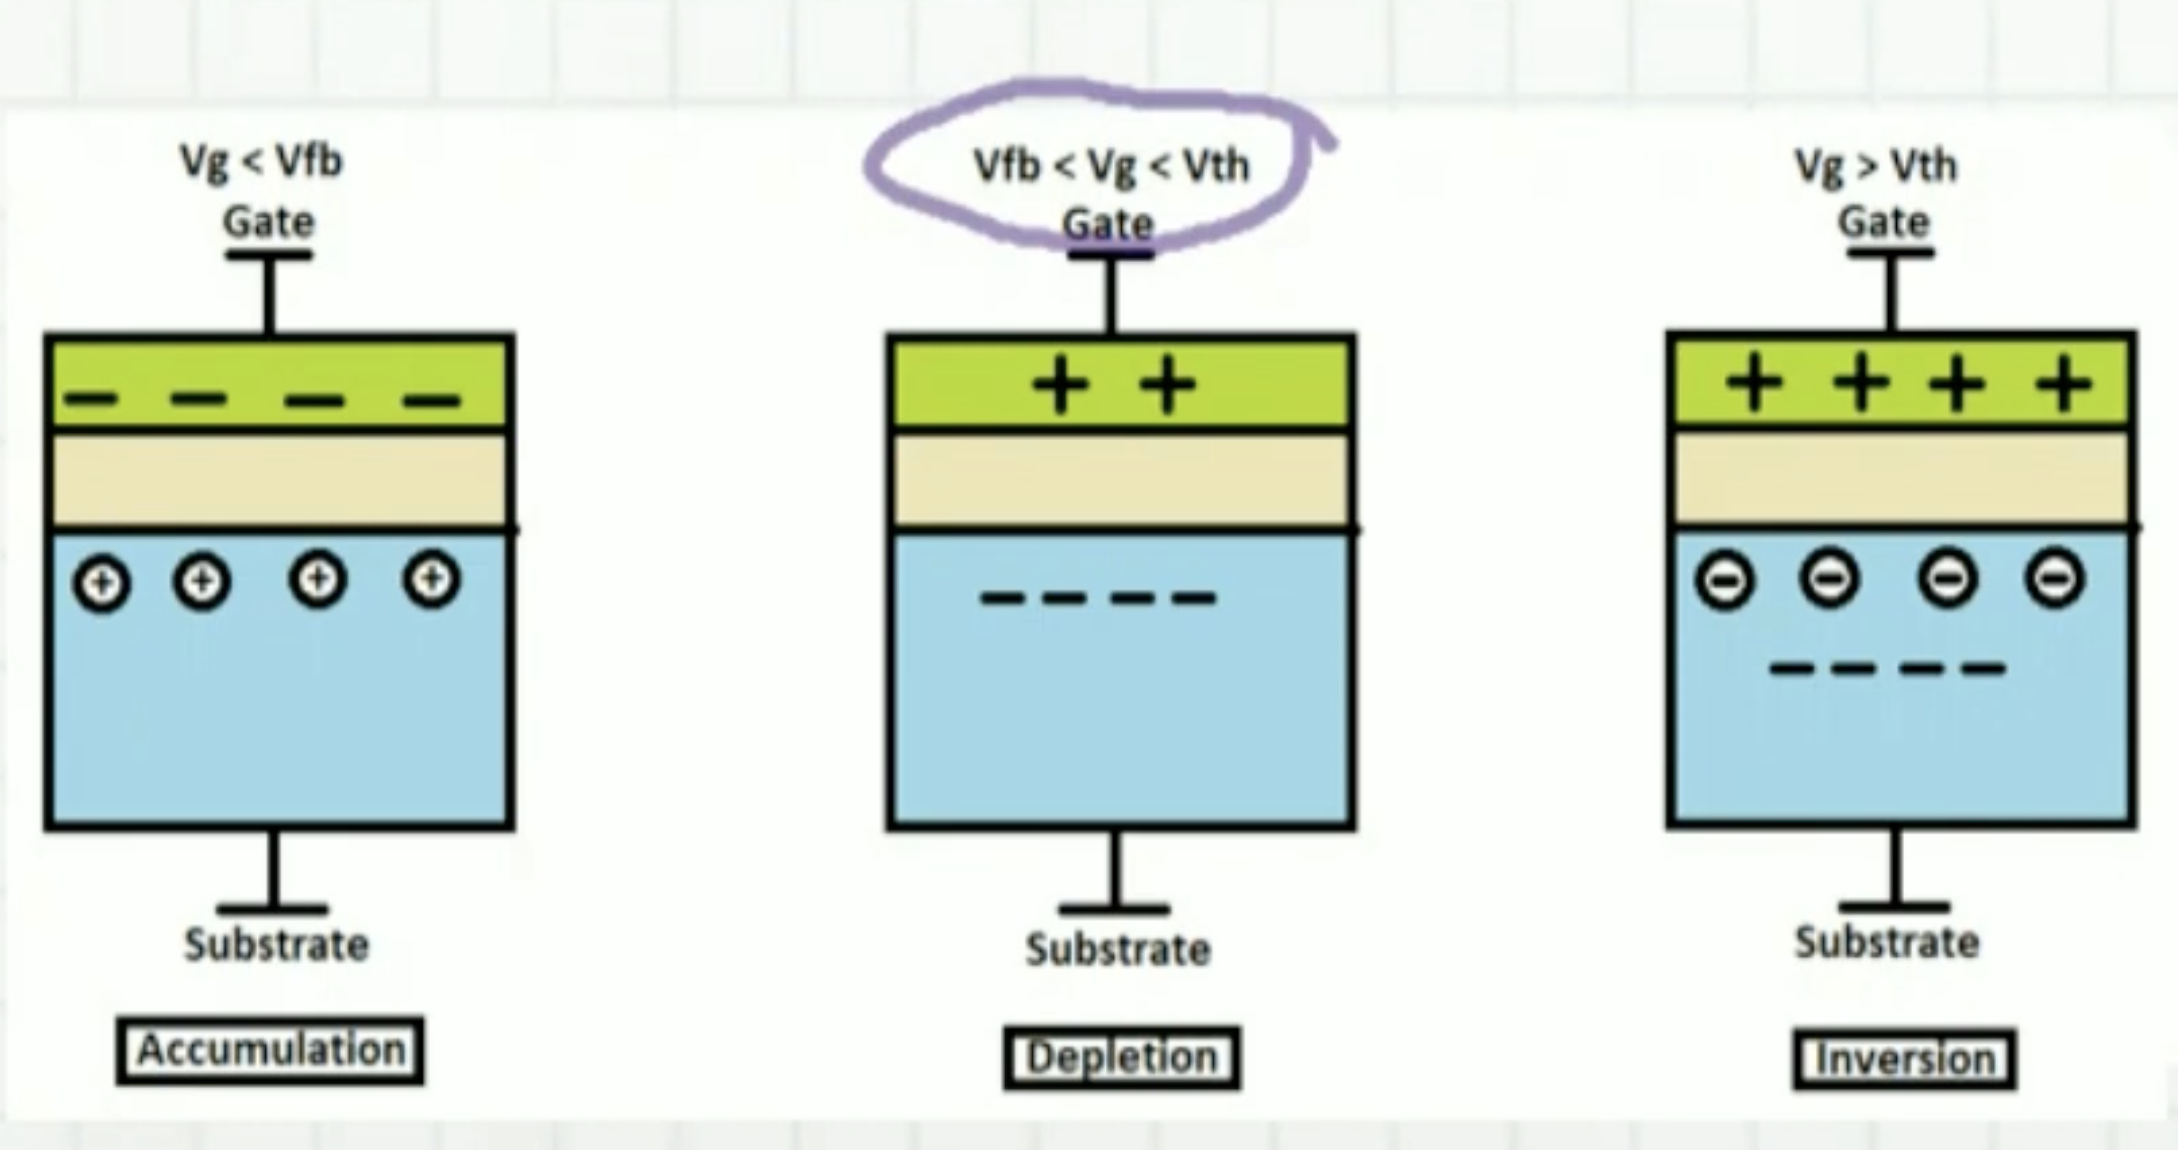 Vg < Vfb
Gate
Substrate
Accumulation
Vfb < Vg < Vth
Gate
Substrate
Depletion
Vg > Vth
Gate
Substrate
Inversion